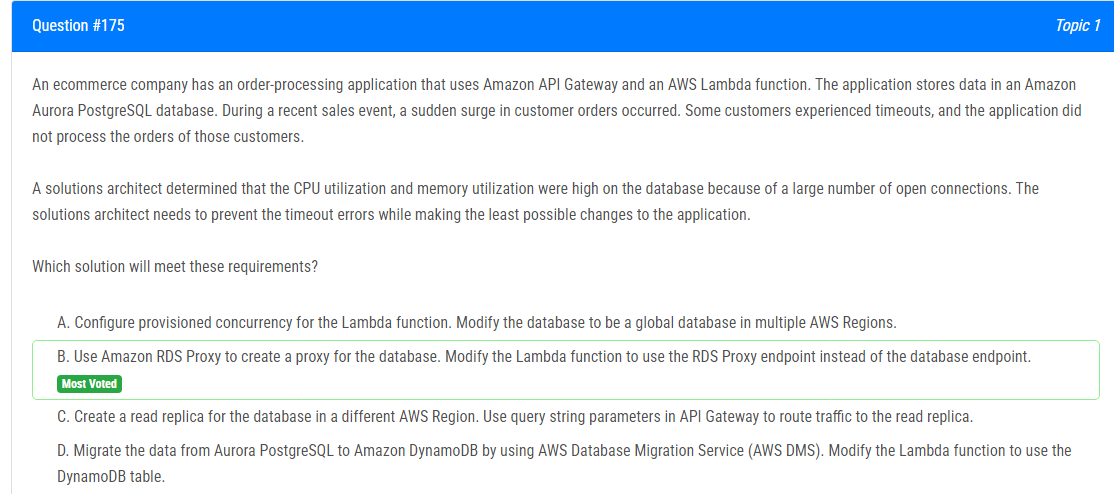 Question #175
Topic 1
An ecommerce company has an order-processing application that uses Amazon API Gateway and an AWS Lambda function. The application stores data in an Amazon
Aurora PostgreSQL database. During a recent sales event, a sudden surge in customer orders occurred. Some customers experienced timeouts, and the application did
not process the orders of those customers.
A solutions architect determined that the CPU utilization and memory utilization were high on the database because of a large number of open connections. The
solutions architect needs to prevent the timeout errors while making the least possible changes to the application.
Which solution will meet these requirements?
A. Configure provisioned concurrency for the Lambda function. Modify the database to be a global database in multiple AWS Regions.
B. Use Amazon RDS Proxy to create a proxy for the database. Modify the Lambda function to use the RDS Proxy endpoint instead of the database endpoint.
Most Voted
C. Create a read replica for the database in a different AWS Region. Use query string parameters in API Gateway to route traffic to the read replica.
D. Migrate the data from Aurora PostgreSQL to Amazon DynamoDB by using AWS Database Migration Service (AWS DMS). Modify the Lambda function to use the
DynamoDB table.